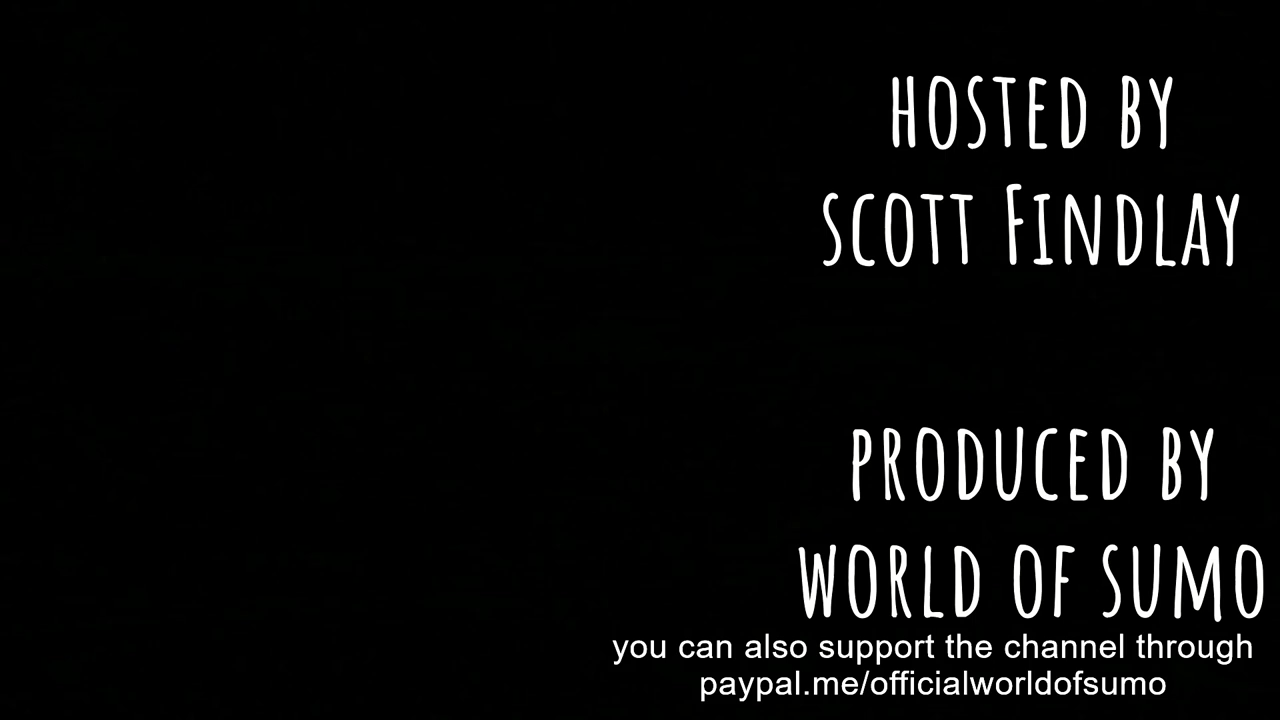 HOSTED BY
SCOTT FINDLAY
PRODUCED BY
WORLD OF SUMO
you can also support the channel through
paypal.me/officialworldofsumo